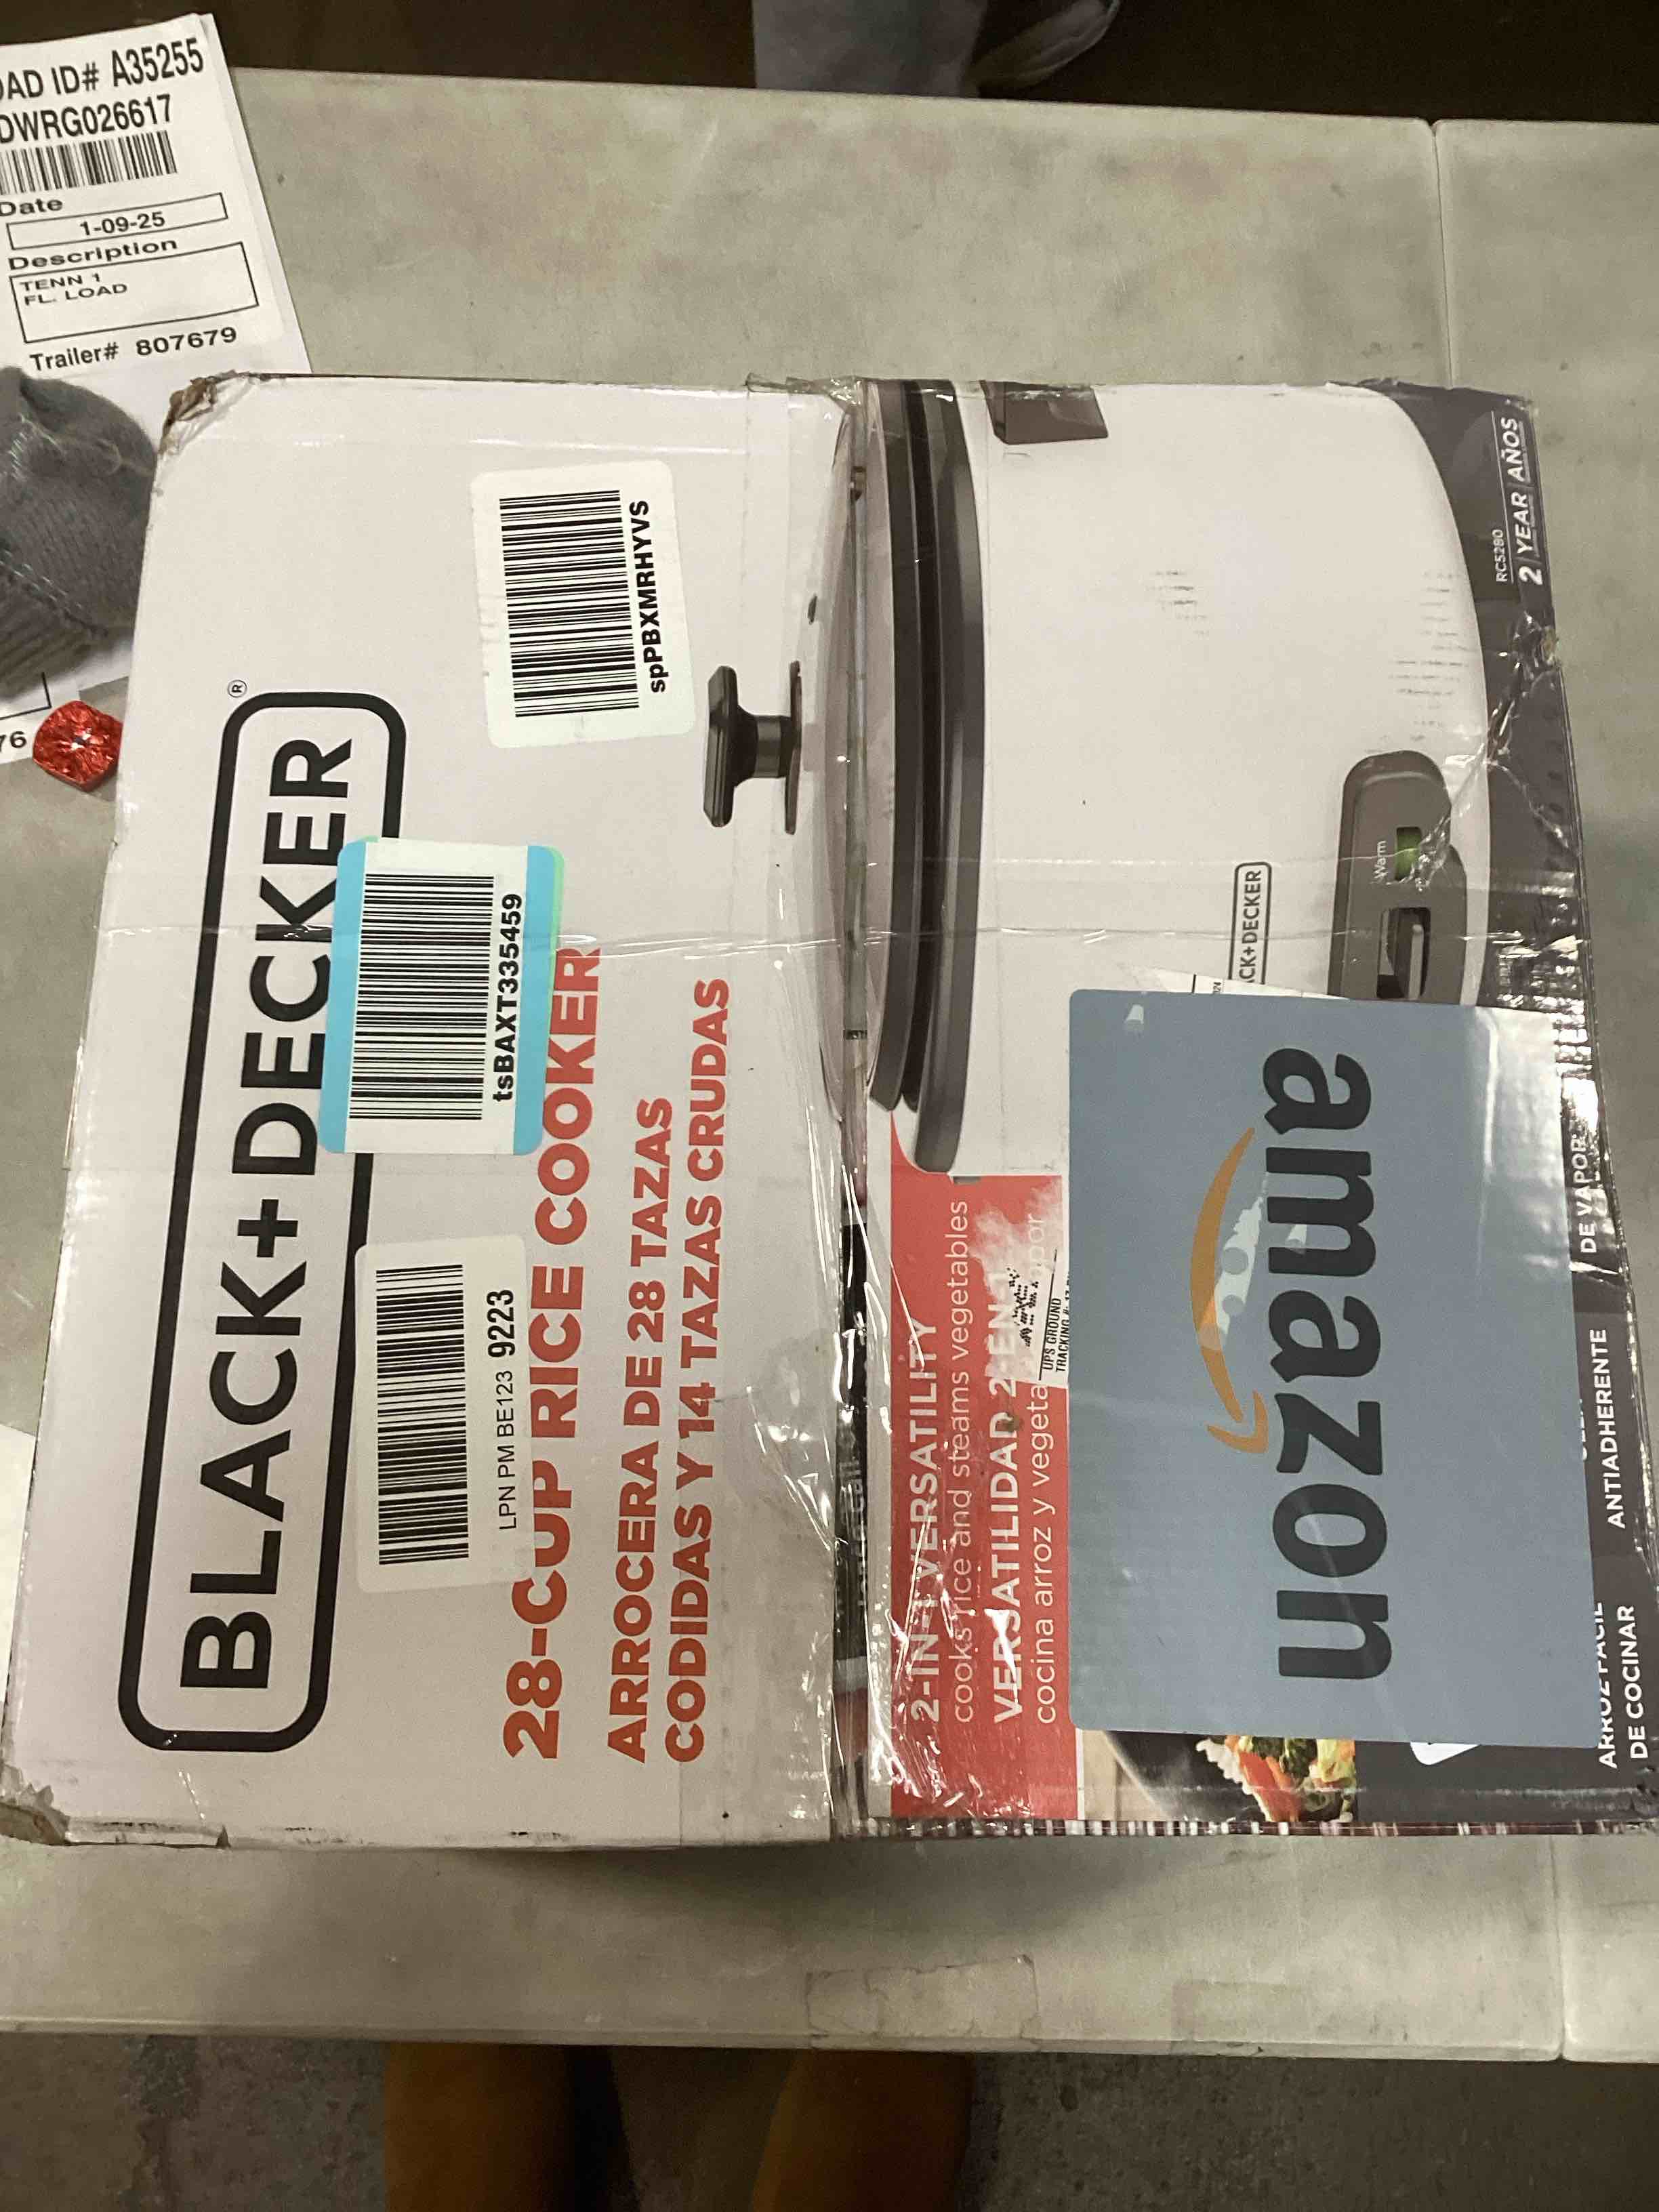 AD ID# A35255
DWRG026617
Date
1-09-25
Description
TENN 1
FL. LOAD
Trailer# 807679
76
BLACK+DECKER®
28-CUP RICE COOKER
ARROCERA DE 28 TAZAS
CODIDAS Y 14 TAZAS CRUDAS
spPBXMRHYVS
tsBAXT335459
LPN PM BE123 9223
2-IN-1 VERSATILITY
cooks rice and steams vegetables
VERSATILIDAD 2 EN 1
cocina arroz y vegeta
por
UPS GROUND
TRACKING #:
ACK+DECKER
Warm
amazon
RC5280
2 YEAR AÑOS
DE VAPOR
ANTIADHERENTE
ARROZ FÁCIL
DE COCINAR